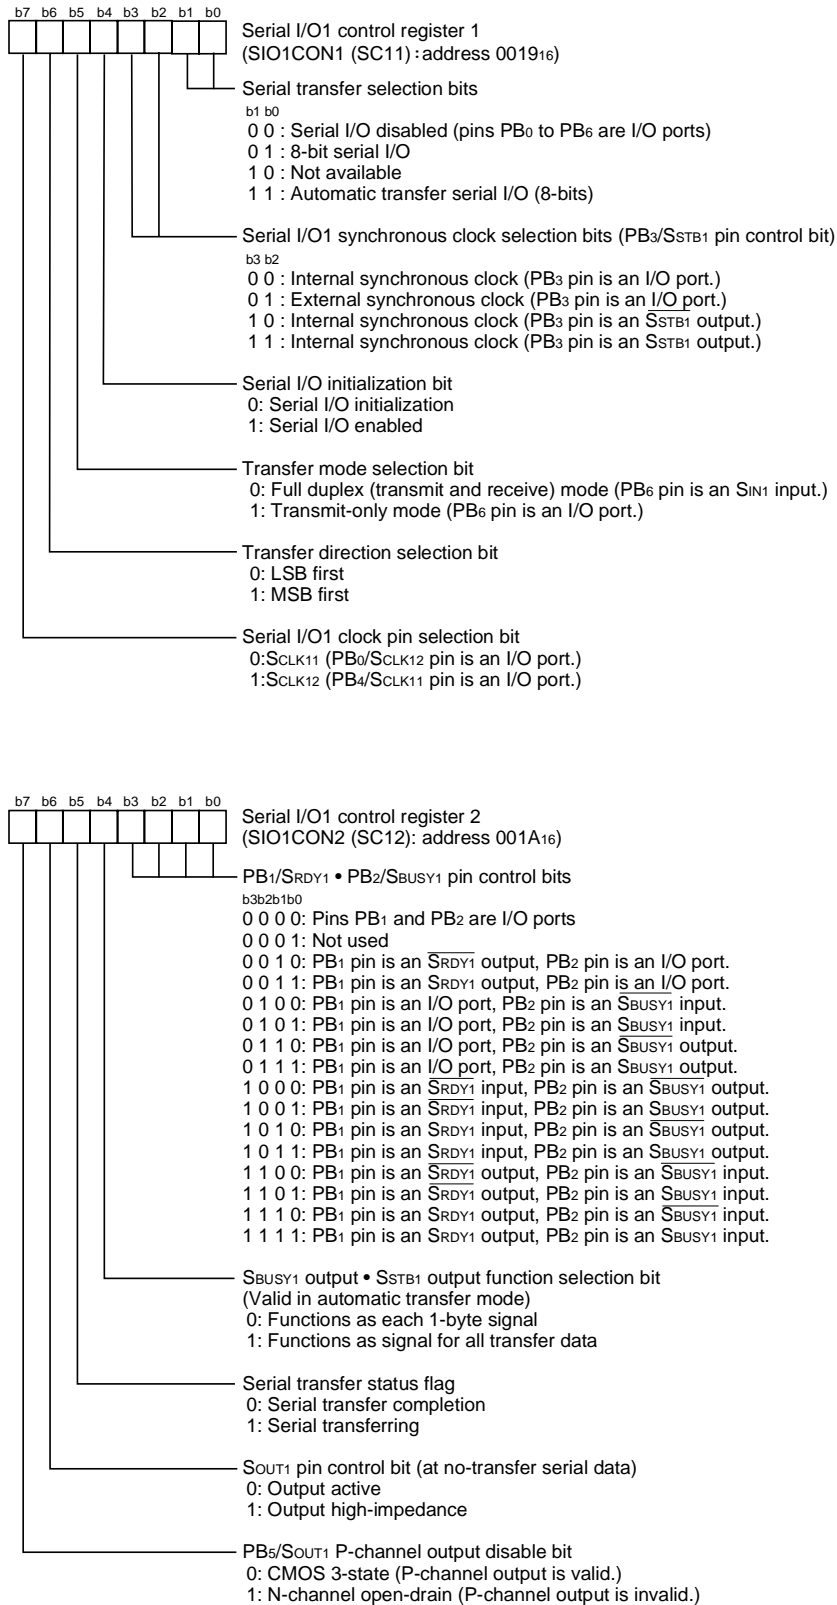 b7 b6 b5 b4 b3 b2 b1 b0
Serial I/O1 control register 1
(SIO1CON1 (SC11) : address 0019₁₆)
Serial transfer selection bits
b1 b0
0 0 : Serial I/O disabled (pins PB₀ to PB₆ are I/O ports)
0 1 : 8-bit serial I/O
1 0 : Not available
1 1 : Automatic transfer serial I/O (8-bits)
Serial I/O1 synchronous clock selection bits (PB₃/SSTB1 pin control bit)
b3 b2
0 0 : Internal synchronous clock (PB₃ pin is an I/O port.)
0 1 : External synchronous clock (PB₃ pin is an I/O port.)
1 0 : Internal synchronous clock (PB₃ pin is an S̅S̅T̅B̅1̅ output.)
1 1 : Internal synchronous clock (PB₃ pin is an SSTB1 output.)
Serial I/O initialization bit
0: Serial I/O initialization
1: Serial I/O enabled
Transfer mode selection bit
0: Full duplex (transmit and receive) mode (PB₆ pin is an SIN1 input.)
1: Transmit-only mode (PB₆ pin is an I/O port.)
Transfer direction selection bit
0: LSB first
1: MSB first
Serial I/O1 clock pin selection bit
0:SCLK11 (PB₀/SCLK12 pin is an I/O port.)
1:SCLK12 (PB₄/SCLK11 pin is an I/O port.)
b7 b6 b5 b4 b3 b2 b1 b0
Serial I/O1 control register 2
(SIO1CON2 (SC12): address 001A₁₆)
PB₁/SRDY1 • PB₂/SBUSY1 pin control bits
b3b2b1b0
0 0 0 0: Pins PB₁ and PB₂ are I/O ports
0 0 0 1: Not used
0 0 1 0: PB₁ pin is an S̅R̅D̅Y̅1̅ output, PB₂ pin is an I/O port.
0 0 1 1: PB₁ pin is an SRDY1 output, PB₂ pin is an I/O port.
0 1 0 0: PB₁ pin is an I/O port, PB₂ pin is an S̅B̅U̅S̅Y̅1̅ input.
0 1 0 1: PB₁ pin is an I/O port, PB₂ pin is an SBUSY1 input.
0 1 1 0: PB₁ pin is an I/O port, PB₂ pin is an S̅B̅U̅S̅Y̅1̅ output.
0 1 1 1: PB₁ pin is an I/O port, PB₂ pin is an SBUSY1 output.
1 0 0 0: PB₁ pin is an S̅R̅D̅Y̅1̅ input, PB₂ pin is an S̅B̅U̅S̅Y̅1̅ output.
1 0 0 1: PB₁ pin is an S̅R̅D̅Y̅1̅ input, PB₂ pin is an SBUSY1 output.
1 0 1 0: PB₁ pin is an SRDY1 input, PB₂ pin is an S̅B̅U̅S̅Y̅1̅ output.
1 0 1 1: PB₁ pin is an SRDY1 input, PB₂ pin is an SBUSY1 output.
1 1 0 0: PB₁ pin is an S̅R̅D̅Y̅1̅ output, PB₂ pin is an S̅B̅U̅S̅Y̅1̅ input.
1 1 0 1: PB₁ pin is an S̅R̅D̅Y̅1̅ output, PB₂ pin is an SBUSY1 input.
1 1 1 0: PB₁ pin is an SRDY1 output, PB₂ pin is an S̅B̅U̅S̅Y̅1̅ input.
1 1 1 1: PB₁ pin is an SRDY1 output, PB₂ pin is an SBUSY1 input.
SBUSY1 output • SSTB1 output function selection bit
(Valid in automatic transfer mode)
0: Functions as each 1-byte signal
1: Functions as signal for all transfer data
Serial transfer status flag
0: Serial transfer completion
1: Serial transferring
SOUT1 pin control bit (at no-transfer serial data)
0: Output active
1: Output high-impedance
PB₅/SOUT1 P-channel output disable bit
0: CMOS 3-state (P-channel output is valid.)
1: N-channel open-drain (P-channel output is invalid.)